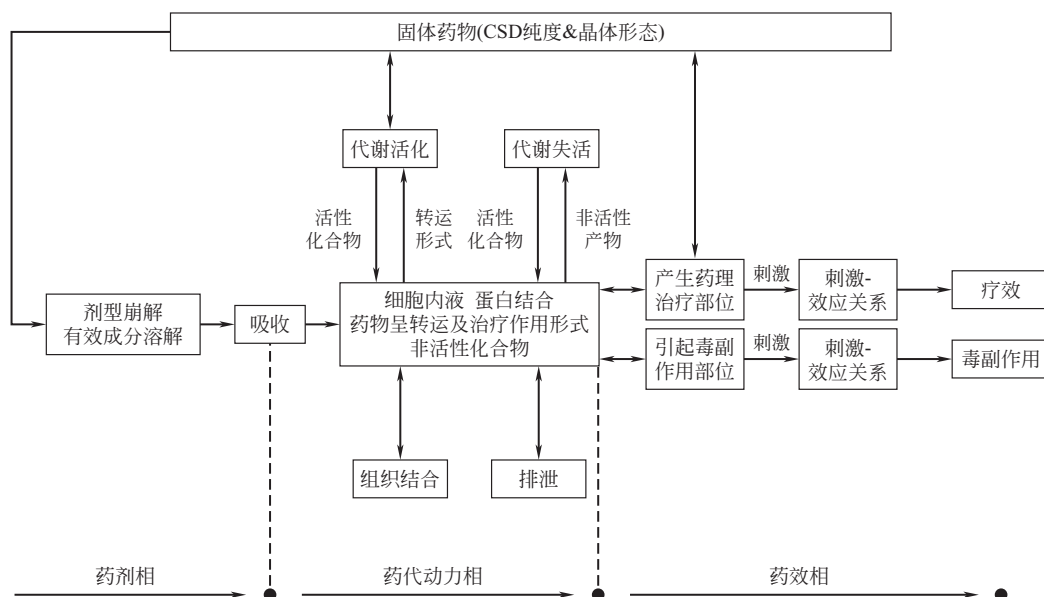 固体药物(CSD纯度&晶体形态)
代谢活化
代谢失活
活性
化合物
转运
形式
活性
化合物
非活性
产物
剂型崩解
有效成分溶解
吸收
细胞内液 蛋白结合
药物呈转运及治疗作用形式
非活性化合物
产生药理
治疗部位
刺激
刺激-
效应关系
疗效
引起毒副
作用部位
刺激
刺激-
效应关系
毒副作用
组织结合
排泄
药剂相
药代动力相
药效相